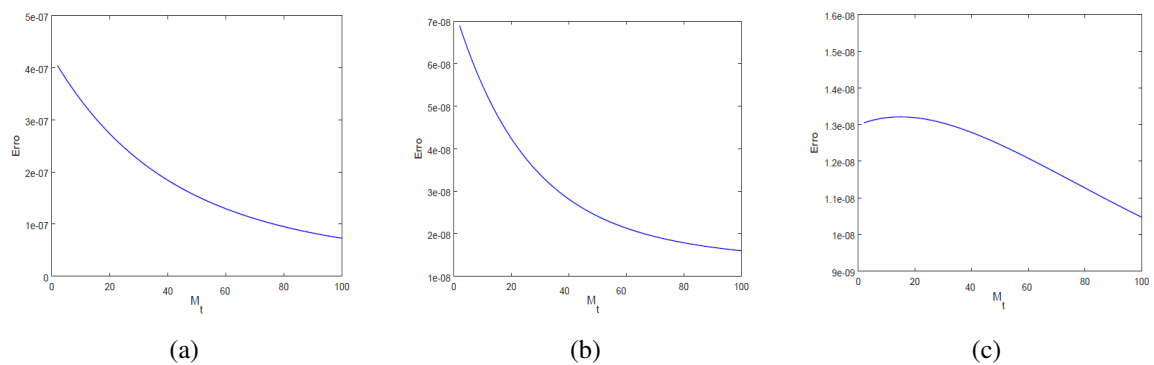 5e-07
4e-07
3e-07
2e-07
1e-07
0
Erro
0 20 40 60 80 100
M_t
(a)
7e-08
6e-08
5e-08
4e-08
3e-08
2e-08
1e-08
Erro
0 20 40 60 80 100
M_t
(b)
1.6e-08
1.5e-08
1.4e-08
1.3e-08
1.2e-08
1.1e-08
1e-08
9e-09
Erro
0 20 40 60 80 100
M_t
(c)